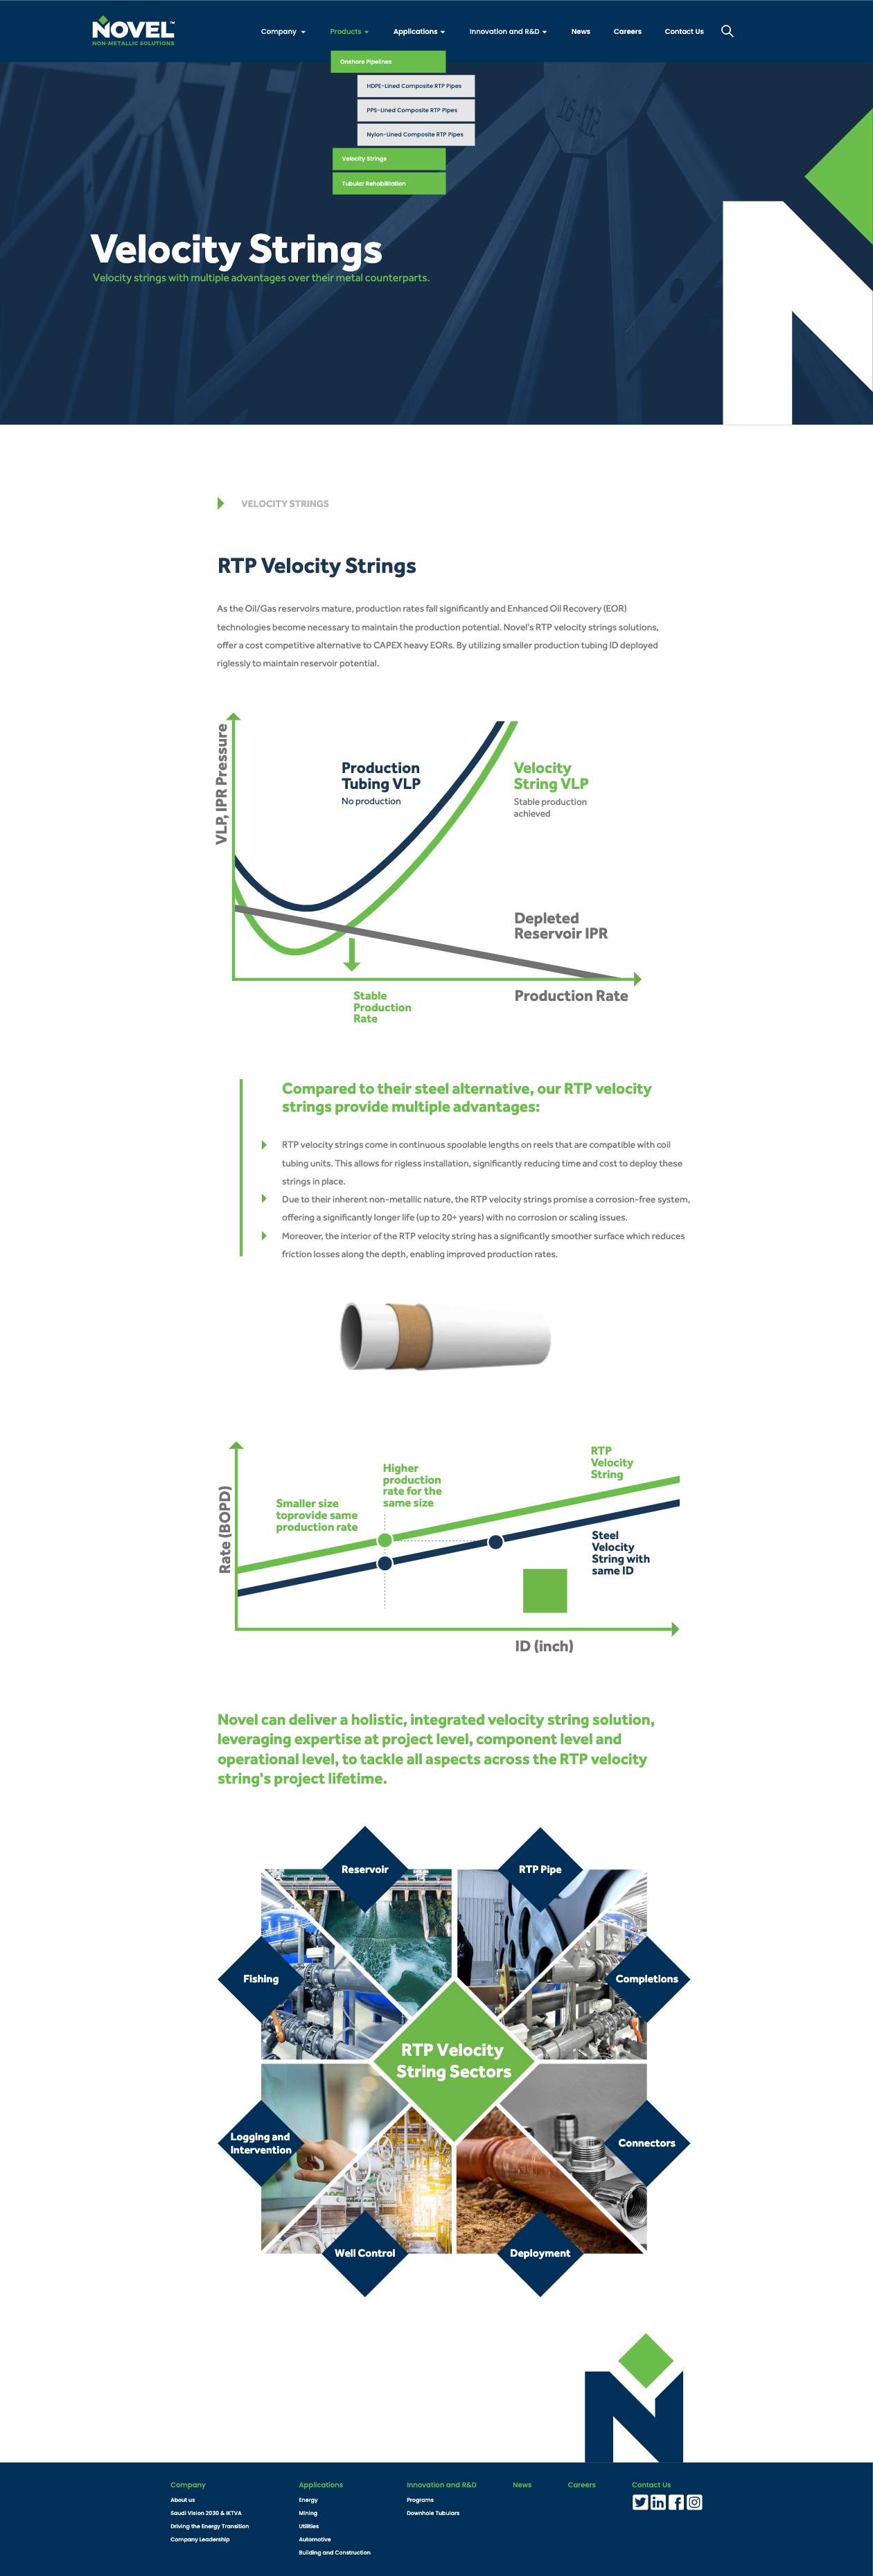 NOVEL™
NON-METALLIC SOLUTIONS
Company
Products
Applications
Innovation and R&D
News
Careers
Contact Us
Onshore Pipelines
HDPE-Lined Composite RTP Pipes
PPS-Lined Composite RTP Pipes
Nylon-Lined Composite RTP Pipes
Velocity Strings
Tubular Rehabilitation
16-112
Velocity Strings
Velocity strings with multiple advantages over their metal counterparts.
VELOCITY STRINGS
RTP Velocity Strings
As the Oil/Gas reservoirs mature, production rates fall significantly and Enhanced Oil Recovery (EOR)
technologies become necessary to maintain the production potential. Novel's RTP velocity strings solutions,
offer a cost competitive alternative to CAPEX heavy EORs. By utilizing smaller production tubing ID deployed
riglessly to maintain reservoir potential.
VLP, IPR Pressure
Production
Tubing VLP
No production
Velocity
String VLP
Stable production
achieved
Depleted
Reservoir IPR
Production Rate
Stable
Production
Rate
Compared to their steel alternative, our RTP velocity
strings provide multiple advantages:
RTP velocity strings come in continuous spoolable lengths on reels that are compatible with coil
tubing units. This allows for rigless installation, significantly reducing time and cost to deploy these
strings in place.
Due to their inherent non-metallic nature, the RTP velocity strings promise a corrosion-free system,
offering a significantly longer life (up to 20+ years) with no corrosion or scaling issues.
Moreover, the interior of the RTP velocity string has a significantly smoother surface which reduces
friction losses along the depth, enabling improved production rates.
Rate (BOPD)
Smaller size
toprovide same
production rate
Higher
production
rate for the
same size
RTP
Velocity
String
Steel
Velocity
String with
same ID
ID (inch)
Novel can deliver a holistic, integrated velocity string solution,
leveraging expertise at project level, component level and
operational level, to tackle all aspects across the RTP velocity
string's project lifetime.
Reservoir
RTP Pipe
Fishing
Completions
RTP Velocity
String Sectors
Logging and
Intervention
Connectors
Well Control
Deployment
Company
About us
Saudi Vision 2030 & IKTVA
Driving the Energy Transition
Company Leadership
Applications
Energy
Mining
Utilities
Automotive
Building and Construction
Innovation and R&D
Programs
Downhole Tubulars
News
Careers
Contact Us